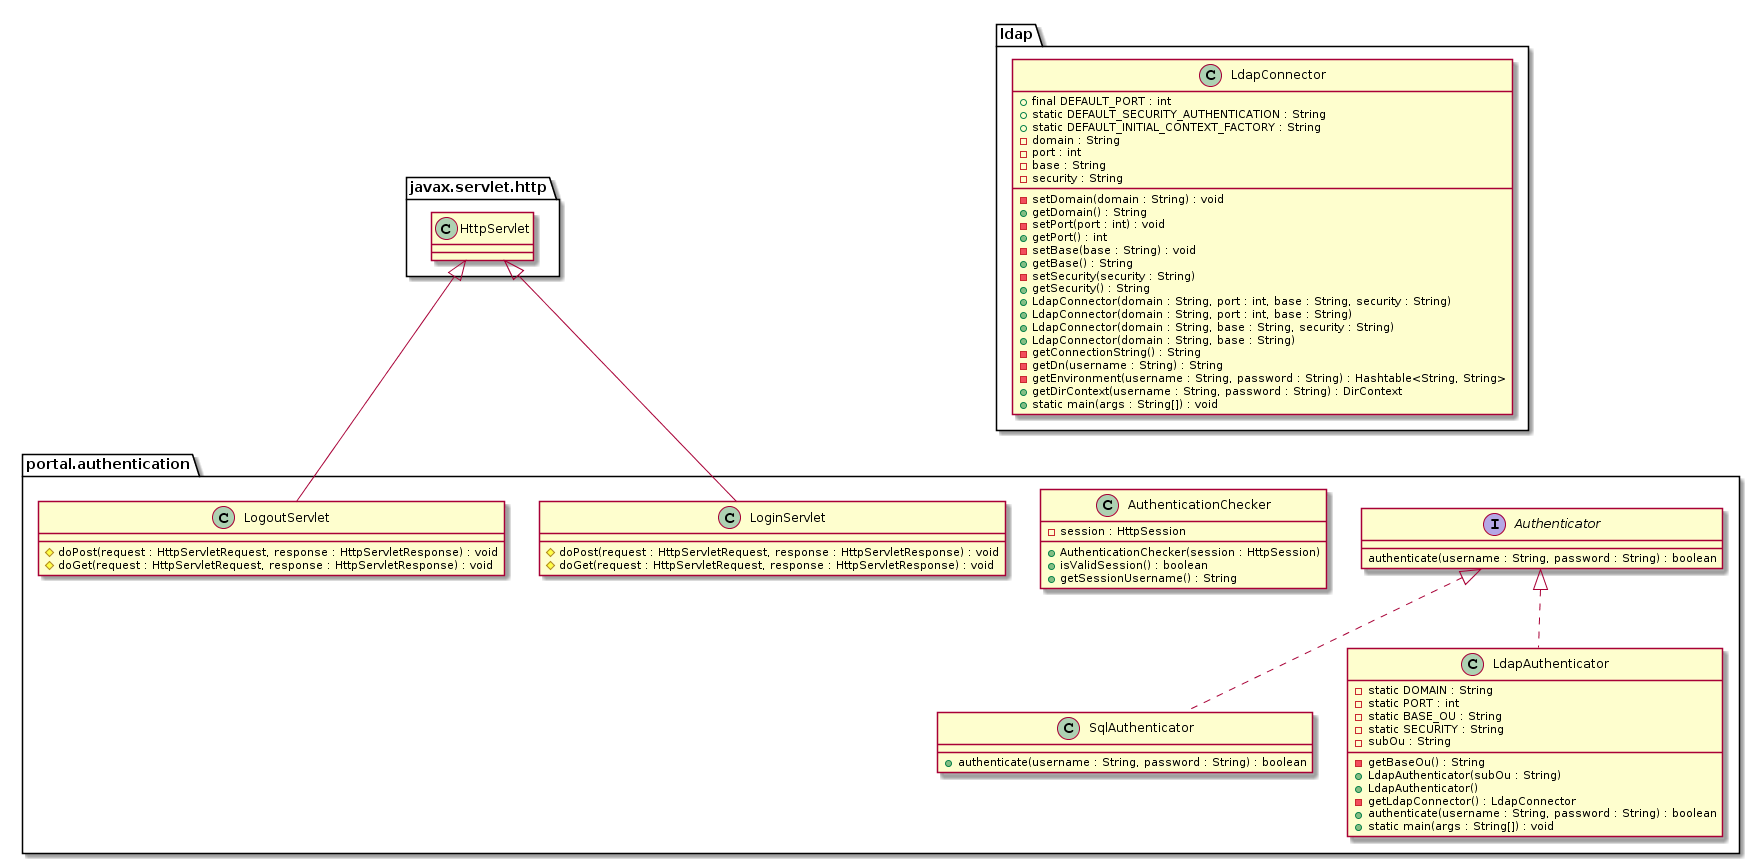 ldap
C LdapConnector
final DEFAULT_PORT : int
static DEFAULT_SECURITY_AUTHENTICATION : String
static DEFAULT_INITIAL_CONTEXT_FACTORY : String
domain : String
port : int
base : String
security : String
setDomain(domain : String) : void
getDomain() : String
setPort(port : int) : void
getPort() : int
setBase(base : String) : void
getBase() : String
setSecurity(security : String)
getSecurity() : String
LdapConnector(domain : String, port : int, base : String, security : String)
LdapConnector(domain : String, port : int, base : String)
LdapConnector(domain : String, base : String, security : String)
LdapConnector(domain : String, base : String)
getConnectionString() : String
getDn(username : String) : String
getEnvironment(username : String, password : String) : Hashtable<String, String>
getDirContext(username : String, password : String) : DirContext
static main(args : String[]) : void
javax.servlet.http
C HttpServlet
portal.authentication
C LogoutServlet
doPost(request : HttpServletRequest, response : HttpServletResponse) : void
doGet(request : HttpServletRequest, response : HttpServletResponse) : void
C LoginServlet
doPost(request : HttpServletRequest, response : HttpServletResponse) : void
doGet(request : HttpServletRequest, response : HttpServletResponse) : void
C AuthenticationChecker
session : HttpSession
AuthenticationChecker(session : HttpSession)
isValidSession() : boolean
getSessionUsername() : String
I Authenticator
authenticate(username : String, password : String) : boolean
C SqlAuthenticator
authenticate(username : String, password : String) : boolean
C LdapAuthenticator
static DOMAIN : String
static PORT : int
static BASE_OU : String
static SECURITY : String
subOu : String
getBaseOu() : String
LdapAuthenticator(subOu : String)
LdapAuthenticator()
getLdapConnector() : LdapConnector
authenticate(username : String, password : String) : boolean
static main(args : String[]) : void